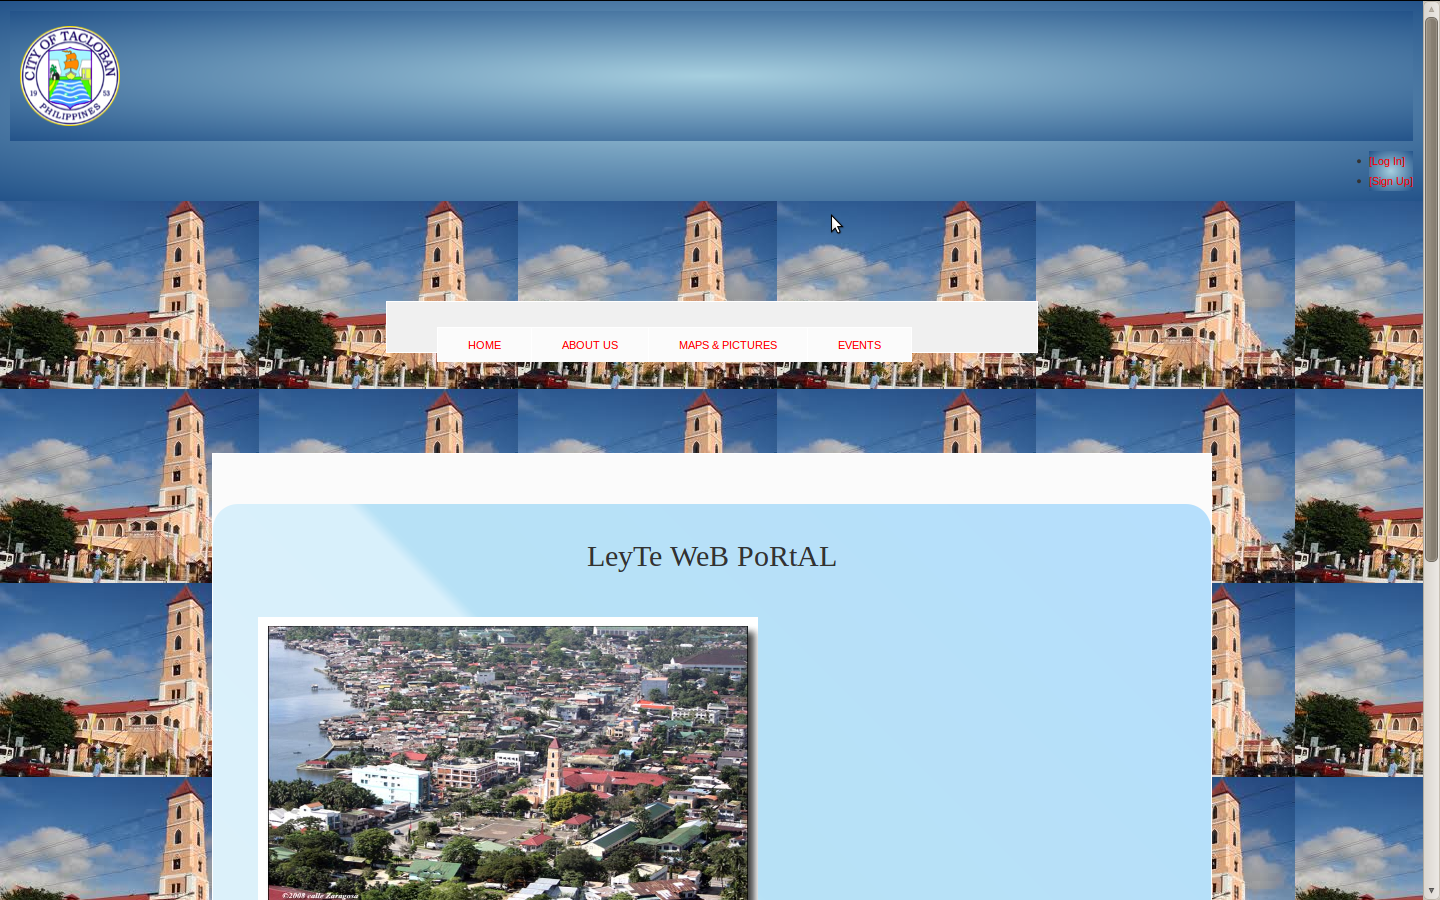 CITY OF TACLOBAN
19 53
PHILIPPINES
[Log In]
[Sign Up]
HOME ABOUT US MAPS & PICTURES EVENTS
LeyTe WeB PoRtAL
©2008 calle Zaragosa